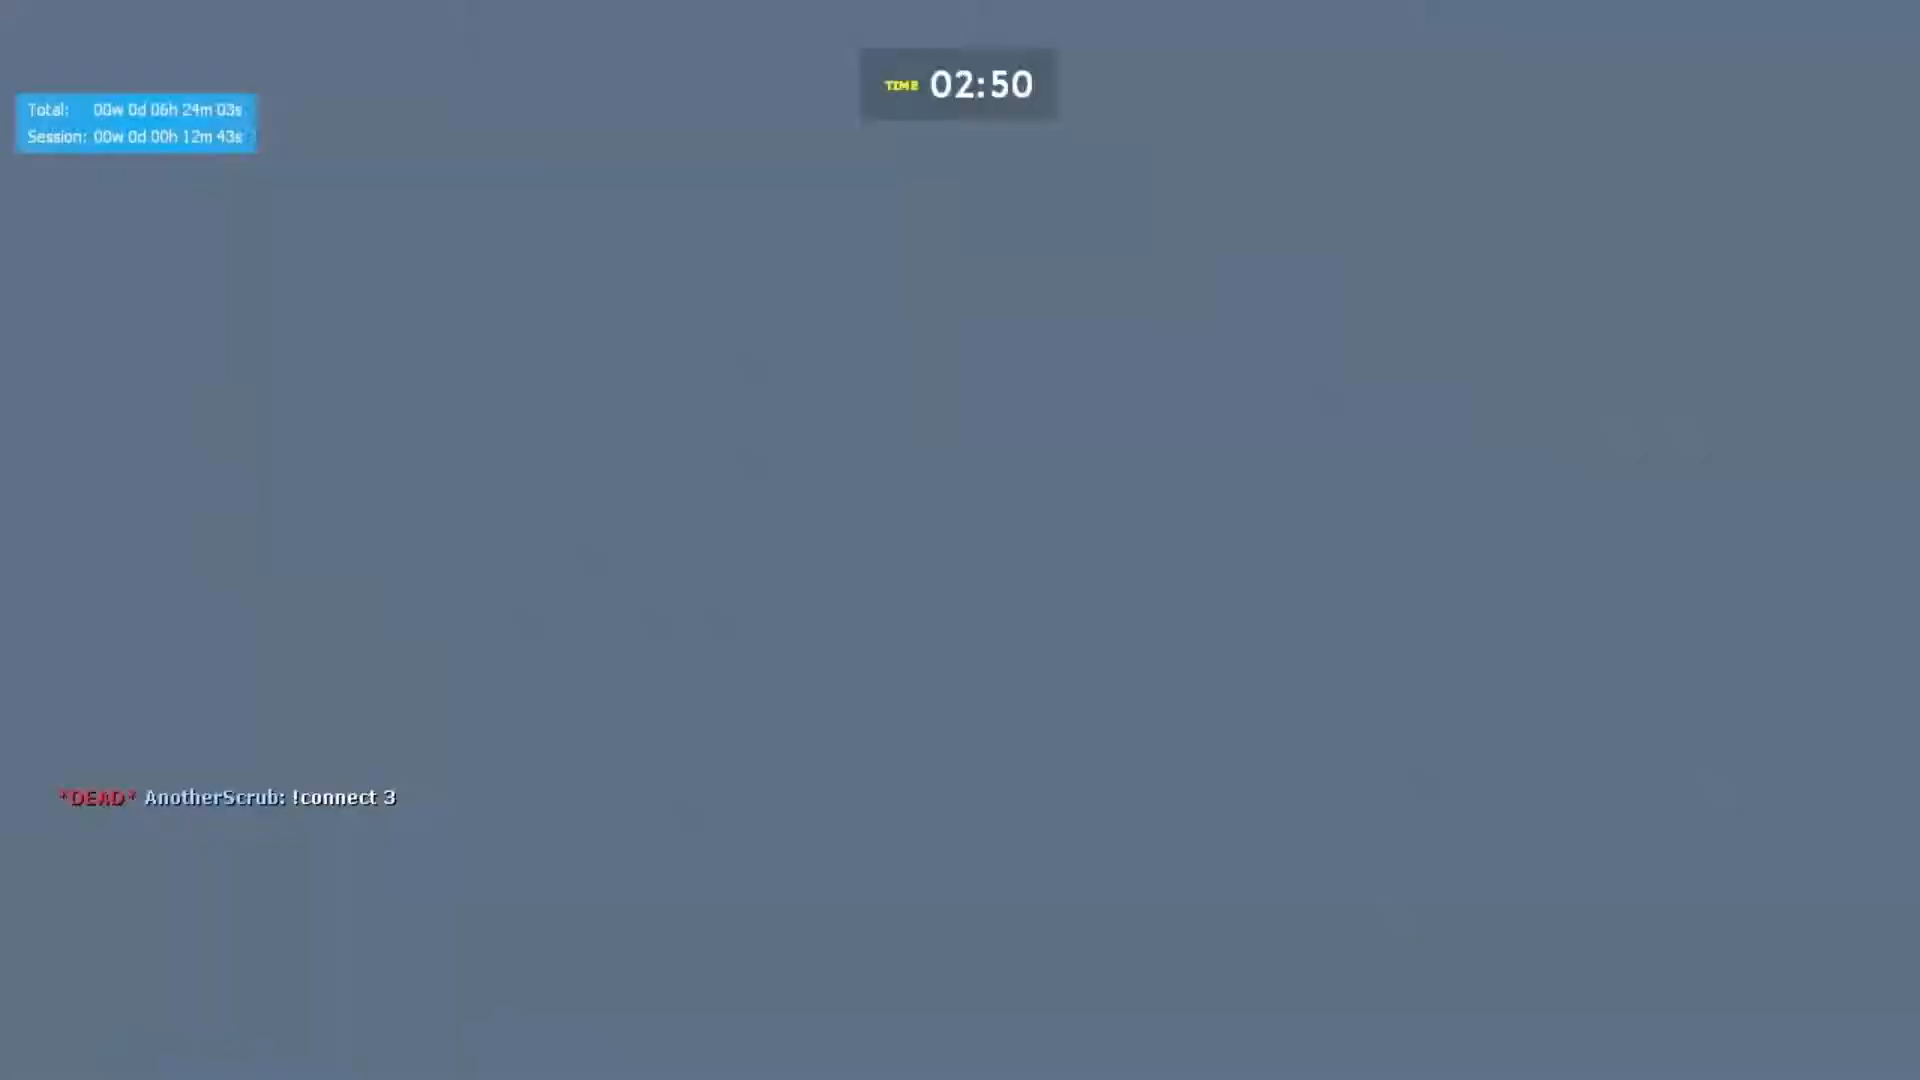 TIME 02:50
Total: 00w 0d 06h 24m 03s
Session: 00w 0d 00h 12m 43s
*DEAD* AnotherScrub: !connect 3